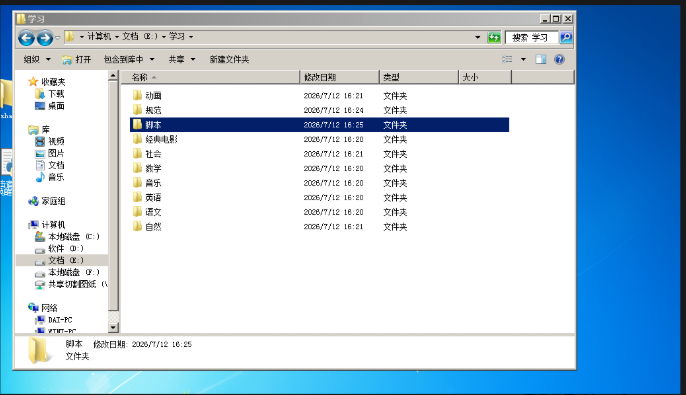 学习
计算机 文档 (E:) 学习
搜索 学习
组织 打开 包含到库中 共享 新建文件夹
名称 修改日期 类型 大小
收藏夹
下载
桌面
库
视频
图片
文档
音乐
家庭组
计算机
本地磁盘 (C:)
软件 (D:)
文档 (E:)
本地磁盘 (F:)
共享切割图纸 (\
网络
DAI-PC
动画 2026/7/12 16:21 文件夹
规范 2026/7/12 16:24 文件夹
脚本 2026/7/12 16:25 文件夹
经典电影 2026/7/12 16:20 文件夹
社会 2026/7/12 16:21 文件夹
数学 2026/7/12 16:20 文件夹
音乐 2026/7/12 16:20 文件夹
英语 2026/7/12 16:20 文件夹
语文 2026/7/12 16:20 文件夹
自然 2026/7/12 16:21 文件夹
脚本 修改日期: 2026/7/12 16:25
文件夹